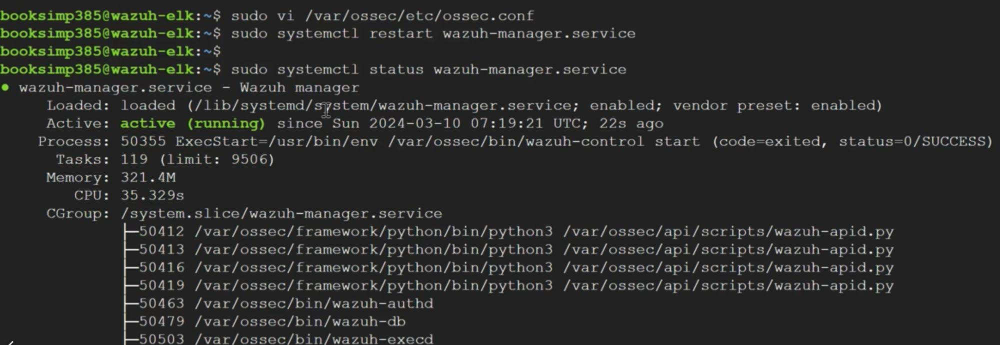 booksimp385@wazuh-elk:~$ sudo vi /var/ossec/etc/ossec.conf
booksimp385@wazuh-elk:~$ sudo systemctl restart wazuh-manager.service
booksimp385@wazuh-elk:~$
booksimp385@wazuh-elk:~$ sudo systemctl status wazuh-manager.service
● wazuh-manager.service - Wazuh manager
Loaded: loaded (/lib/systemd/system/wazuh-manager.service; enabled; vendor preset: enabled)
Active: active (running) since Sun 2024-03-10 07:19:21 UTC; 22s ago
Process: 50355 ExecStart=/usr/bin/env /var/ossec/bin/wazuh-control start (code=exited, status=0/SUCCESS)
Tasks: 119 (limit: 9506)
Memory: 321.4M
CPU: 35.329s
CGroup: /system.slice/wazuh-manager.service
├─50412 /var/ossec/framework/python/bin/python3 /var/ossec/api/scripts/wazuh-apid.py
├─50413 /var/ossec/framework/python/bin/python3 /var/ossec/api/scripts/wazuh-apid.py
├─50416 /var/ossec/framework/python/bin/python3 /var/ossec/api/scripts/wazuh-apid.py
├─50419 /var/ossec/framework/python/bin/python3 /var/ossec/api/scripts/wazuh-apid.py
├─50463 /var/ossec/bin/wazuh-authd
├─50479 /var/ossec/bin/wazuh-db
├─50503 /var/ossec/bin/wazuh-execd